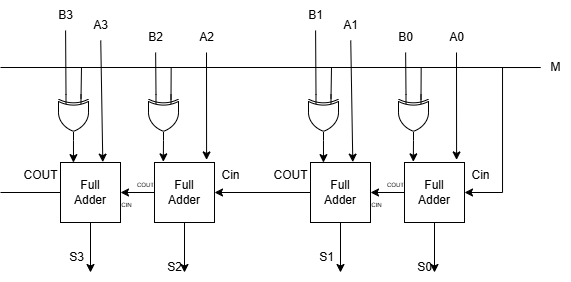 B3
A3
B2
A2
B1
A1
B0
A0
M
COUT
Full
Adder
COUT
CIN
Full
Adder
Cin
COUT
Full
Adder
COUT
CIN
Full
Adder
Cin
S3
S2
S1
S0